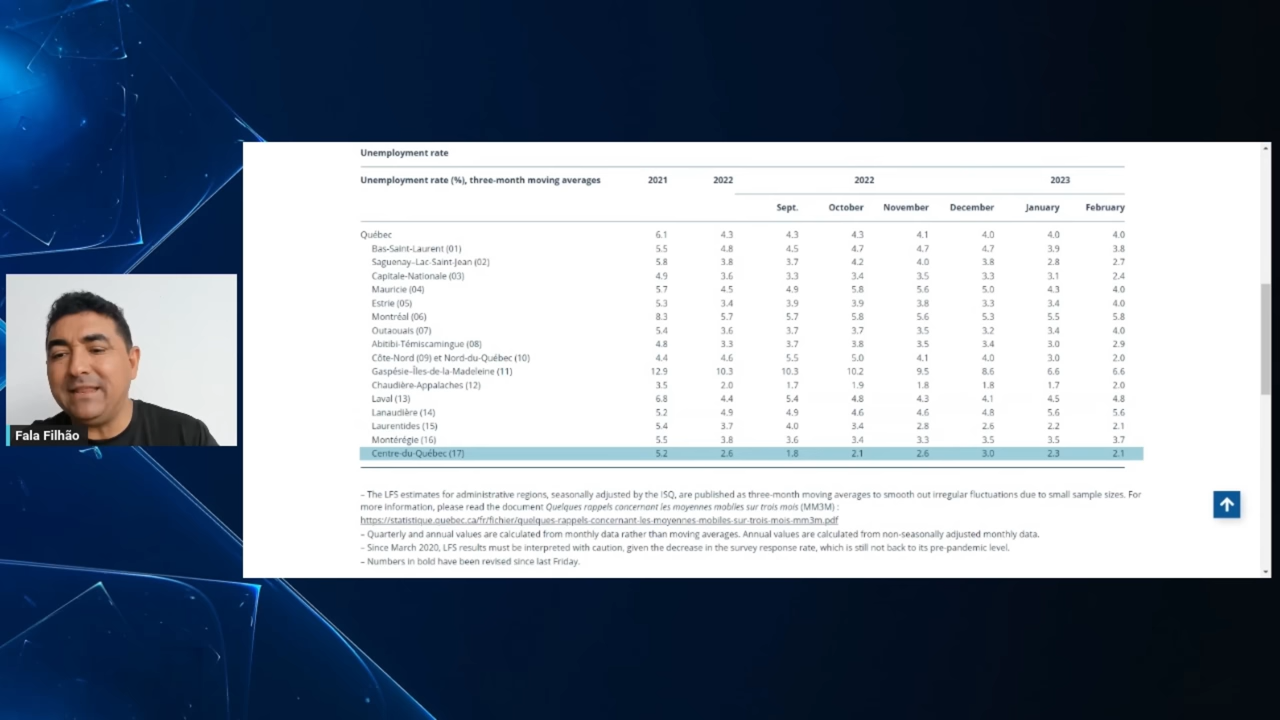 Unemployment rate
Unemployment rate (%), three-month moving averages 2021 2022 2022 2023
Sept. October November December January February
Québec 6.1 4.3 4.3 4.3 4.1 4.0 4.0 4.0
Bas-Saint-Laurent (01) 5.5 4.8 4.5 4.7 4.7 4.7 3.9 3.8
Saguenay–Lac-Saint-Jean (02) 5.8 3.8 3.7 4.2 4.0 3.8 2.8 2.7
Capitale-Nationale (03) 4.9 3.6 3.3 3.4 3.5 3.3 3.1 2.4
Mauricie (04) 5.7 4.5 4.9 5.8 5.6 5.0 4.3 4.0
Estrie (05) 5.3 3.4 3.9 3.9 3.8 3.3 3.4 4.0
Montréal (06) 8.3 5.7 5.7 5.8 5.6 5.3 5.5 5.8
Outaouais (07) 5.4 3.6 3.7 3.7 3.5 3.2 3.4 4.0
Abitibi-Témiscamingue (08) 4.8 3.3 3.7 3.8 3.5 3.4 3.0 2.9
Côte-Nord (09) et Nord-du-Québec (10) 4.4 4.6 5.5 5.0 4.1 4.0 3.0 2.0
Gaspésie–Îles-de-la-Madeleine (11) 12.9 10.3 10.3 10.2 9.5 8.6 6.6 6.6
Chaudière-Appalaches (12) 3.5 2.0 1.7 1.9 1.8 1.8 1.7 2.0
Laval (13) 6.8 4.4 5.4 4.8 4.3 4.1 4.5 4.8
Lanaudière (14) 5.2 4.9 4.9 4.6 4.6 4.8 5.6 5.6
Laurentides (15) 5.4 3.7 4.0 3.4 2.8 2.6 2.2 2.1
Montérégie (16) 5.5 3.8 3.6 3.4 3.3 3.5 3.5 3.7
Centre-du-Québec (17) 5.2 2.6 1.8 2.1 2.6 3.0 2.3 2.1
Fala Filhão
– The LFS estimates for administrative regions, seasonally adjusted by the ISQ, are published as three-month moving averages to smooth out irregular fluctuations due to small sample sizes. For
more information, please read the document Quelques rappels concernant les moyennes mobiles sur trois mois (MM3M) :
https://statistique.quebec.ca/fr/fichier/quelques-rappels-concernant-les-moyennes-mobiles-sur-trois-mois-mm3m.pdf
– Quarterly and annual values are calculated from monthly data rather than moving averages. Annual values are calculated from non-seasonally adjusted monthly data.
– Since March 2020, LFS results must be interpreted with caution, given the decrease in the survey response rate, which is still not back to its pre-pandemic level.
– Numbers in bold have been revised since last Friday.